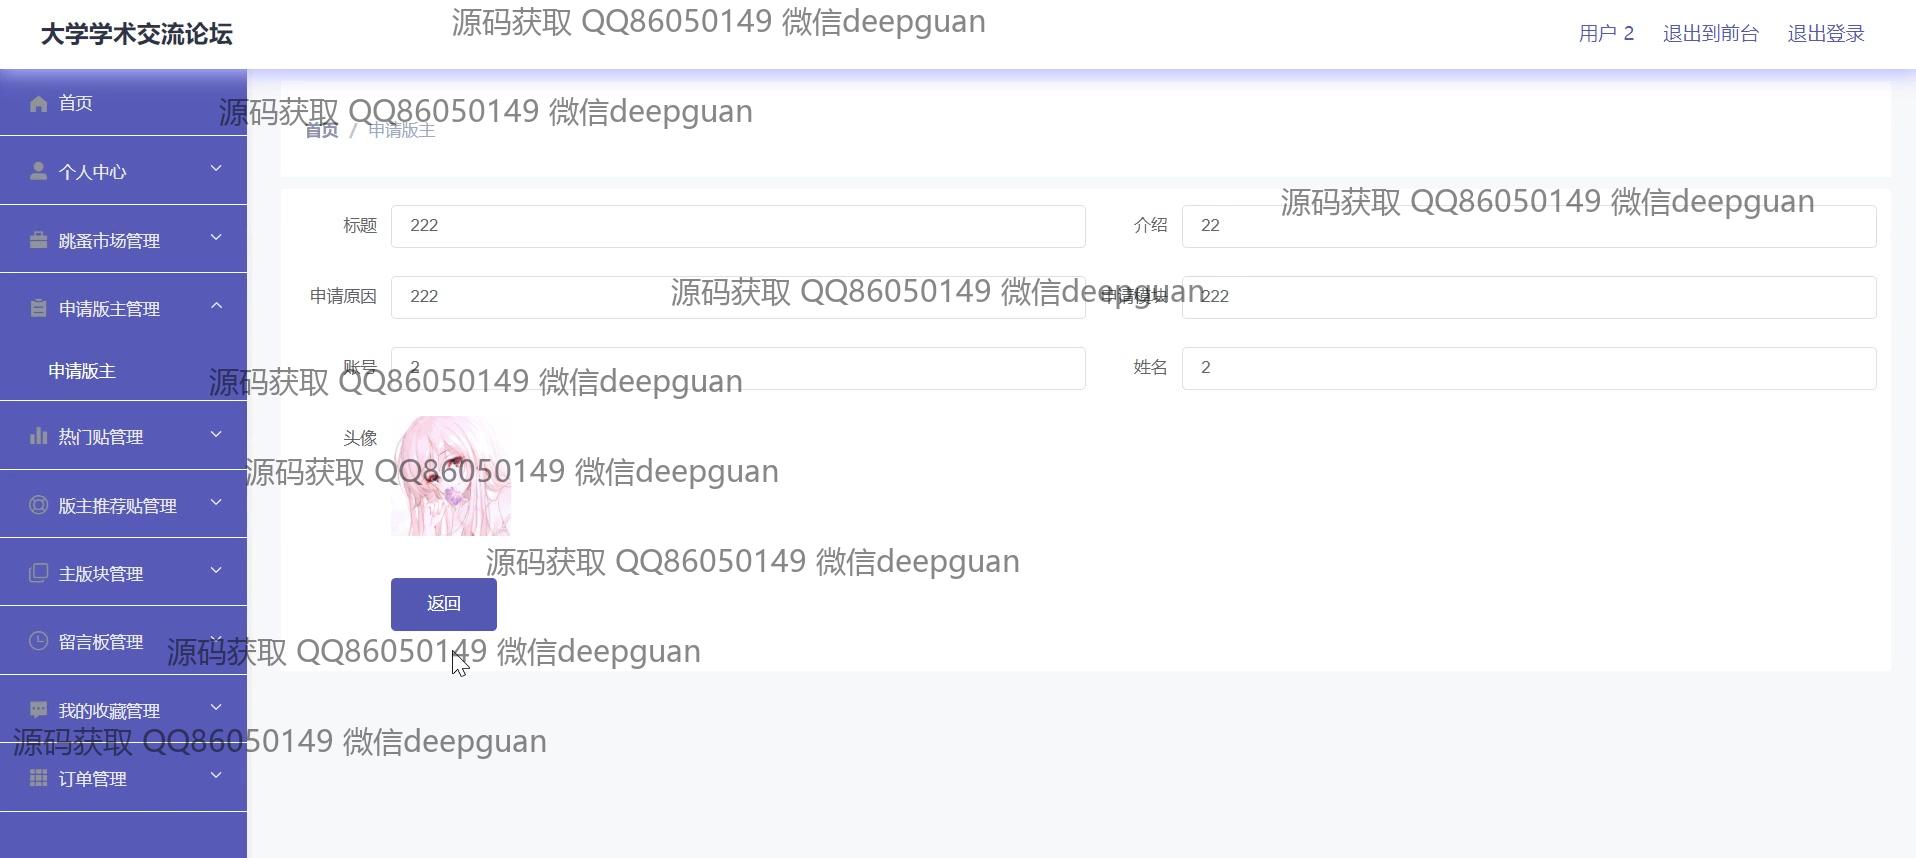 大学学术交流论坛
源码获取 QQ86050149 微信deepguan
用户 2 退出到前台 退出登录
首页
源码获取 QQ86050149 微信deepguan
首页 / 申请版主
个人中心
源码获取 QQ86050149 微信deepguan
标题 222 介绍 22
跳蚤市场管理
源码获取 QQ86050149 微信deepguan
申请原因 222 申请模块 222
申请版主管理
账号 2 姓名 2
申请版主
源码获取 QQ86050149 微信deepguan
热门贴管理
头像
源码获取 QQ86050149 微信deepguan
版主推荐贴管理
源码获取 QQ86050149 微信deepguan
主版块管理
返回
留言板管理
源码获取 QQ86050149 微信deepguan
我的收藏管理
源码获取 QQ86050149 微信deepguan
订单管理